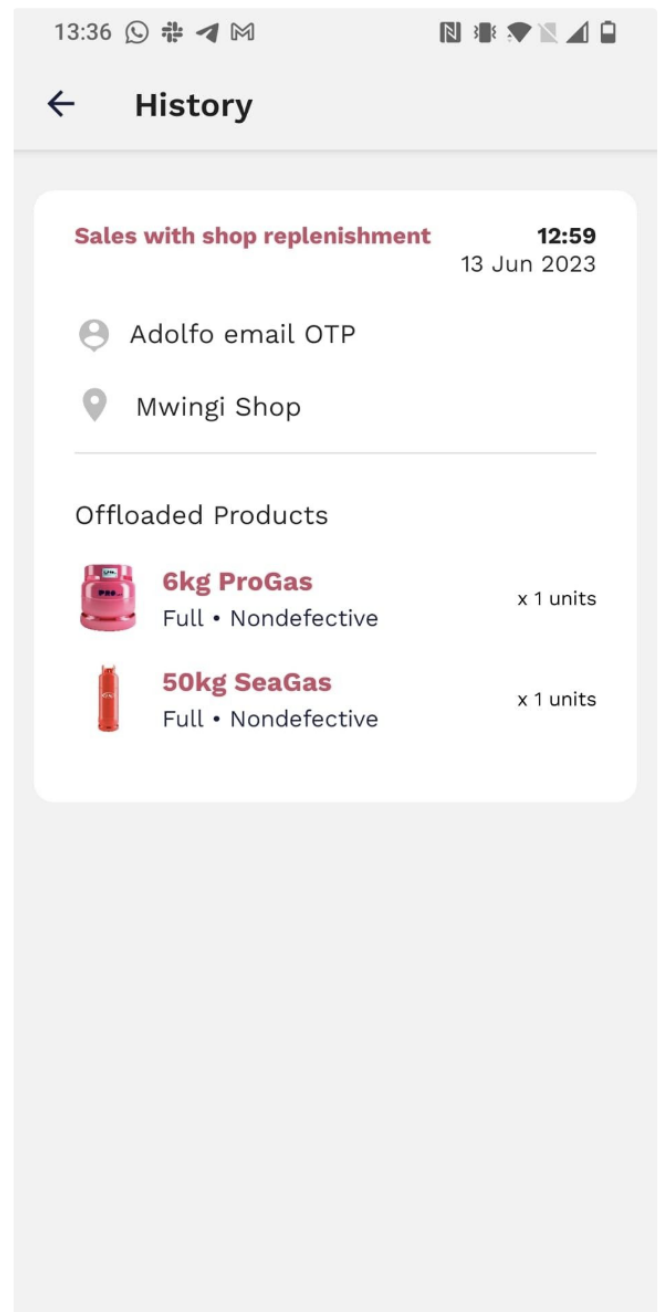 13:36
History
Sales with shop replenishment
12:59
13 Jun 2023
Adolfo email OTP
Mwingi Shop
Offloaded Products
PRO
6kg ProGas
Full • Nondefective
x 1 units
50kg SeaGas
Full • Nondefective
x 1 units